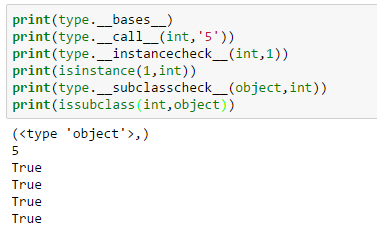 print(type.__bases__)
print(type.__call__(int,'5'))
print(type.__instancecheck__(int,1))
print(isinstance(1,int))
print(type.__subclasscheck__(object,int))
print(issubclass(int,object))
(<type 'object'>,)
5
True
True
True
True